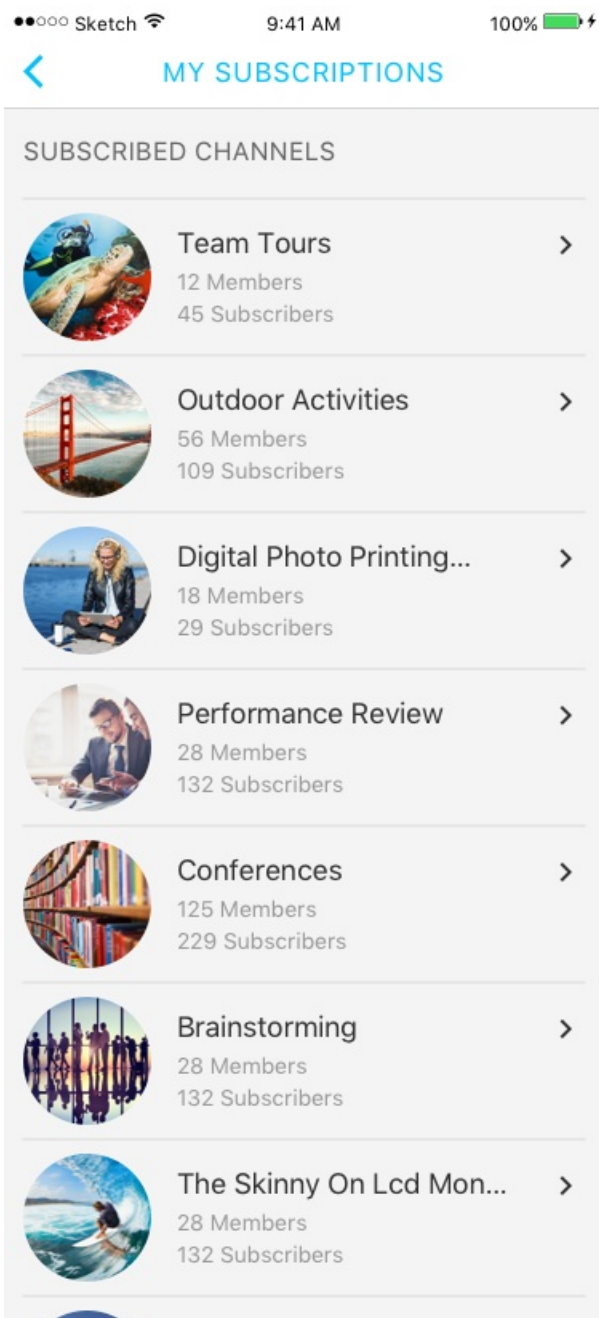 Sketch 9:41 AM 100%
MY SUBSCRIPTIONS
SUBSCRIBED CHANNELS
Team Tours
12 Members
45 Subscribers
Outdoor Activities
56 Members
109 Subscribers
Digital Photo Printing...
18 Members
29 Subscribers
Performance Review
28 Members
132 Subscribers
Conferences
125 Members
229 Subscribers
Brainstorming
28 Members
132 Subscribers
The Skinny On Lcd Mon...
28 Members
132 Subscribers